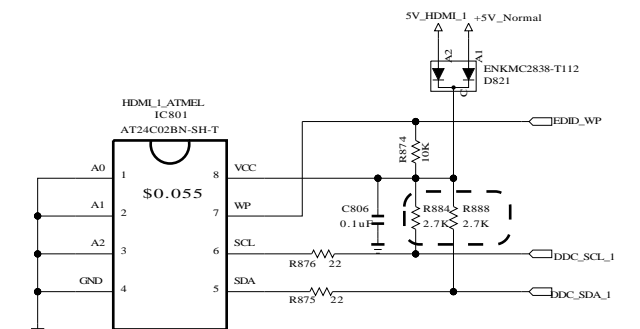 5V_HDMI_1 +5V_Normal
A2 A1
ENKMC2838-T112
D821
C
HDMI_1_ATMEL
IC801
AT24C02BN-SH-T
EDID_WP
R874
10K
A0 1 8 VCC
$0.055
A1 2 7 WP
C806
0.1uF
R884 R888
2.7K 2.7K
A2 3 6 SCL
R876 22
DDC_SCL_1
GND 4 5 SDA
R875 22
DDC_SDA_1